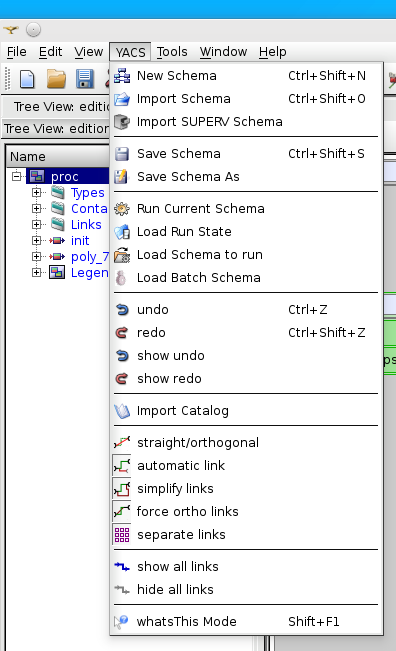 File Edit View YACS Tools Window Help
Tree View: editio
Tree View: edition
Name
proc
Types
Conta
Links
init
poly_7
Legen
New Schema Ctrl+Shift+N
Import Schema Ctrl+Shift+O
Import SUPERV Schema
Save Schema Ctrl+Shift+S
Save Schema As
Run Current Schema
Load Run State
Load Schema to run
Load Batch Schema
undo Ctrl+Z
redo Ctrl+Shift+Z
show undo
show redo
Import Catalog
straight/orthogonal
automatic link
simplify links
force ortho links
separate links
show all links
hide all links
whatsThis Mode Shift+F1
ps